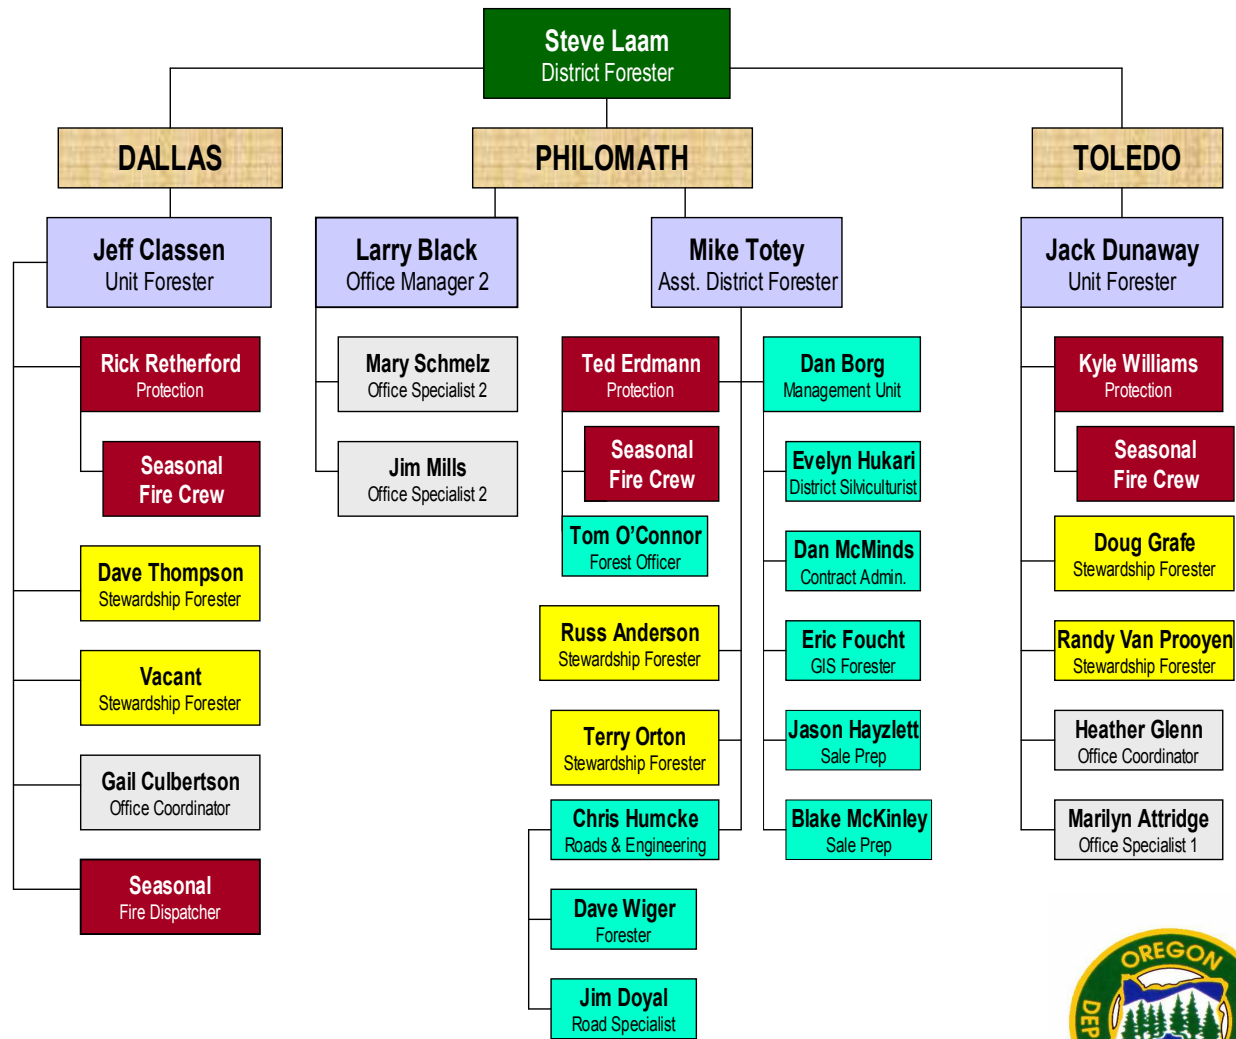 Steve Laam
District Forester
DALLAS
PHILOMATH
TOLEDO
Jeff Classen
Unit Forester
Larry Black
Office Manager 2
Mike Totey
Asst. District Forester
Jack Dunaway
Unit Forester
Rick Retherford
Protection
Seasonal
Fire Crew
Dave Thompson
Stewardship Forester
Vacant
Stewardship Forester
Gail Culbertson
Office Coordinator
Seasonal
Fire Dispatcher
Mary Schmelz
Office Specialist 2
Jim Mills
Office Specialist 2
Ted Erdmann
Protection
Seasonal
Fire Crew
Tom O’Connor
Forest Officer
Russ Anderson
Stewardship Forester
Terry Orton
Stewardship Forester
Chris Humcke
Roads & Engineering
Dave Wiger
Forester
Jim Doyal
Road Specialist
Dan Borg
Management Unit
Evelyn Hukari
District Silviculturist
Dan McMinds
Contract Admin.
Eric Foucht
GIS Forester
Jason Hayzlett
Sale Prep
Blake McKinley
Sale Prep
Kyle Williams
Protection
Seasonal
Fire Crew
Doug Grafe
Stewardship Forester
Randy Van Prooyen
Stewardship Forester
Heather Glenn
Office Coordinator
Marilyn Attridge
Office Specialist 1
OREGON
DEP